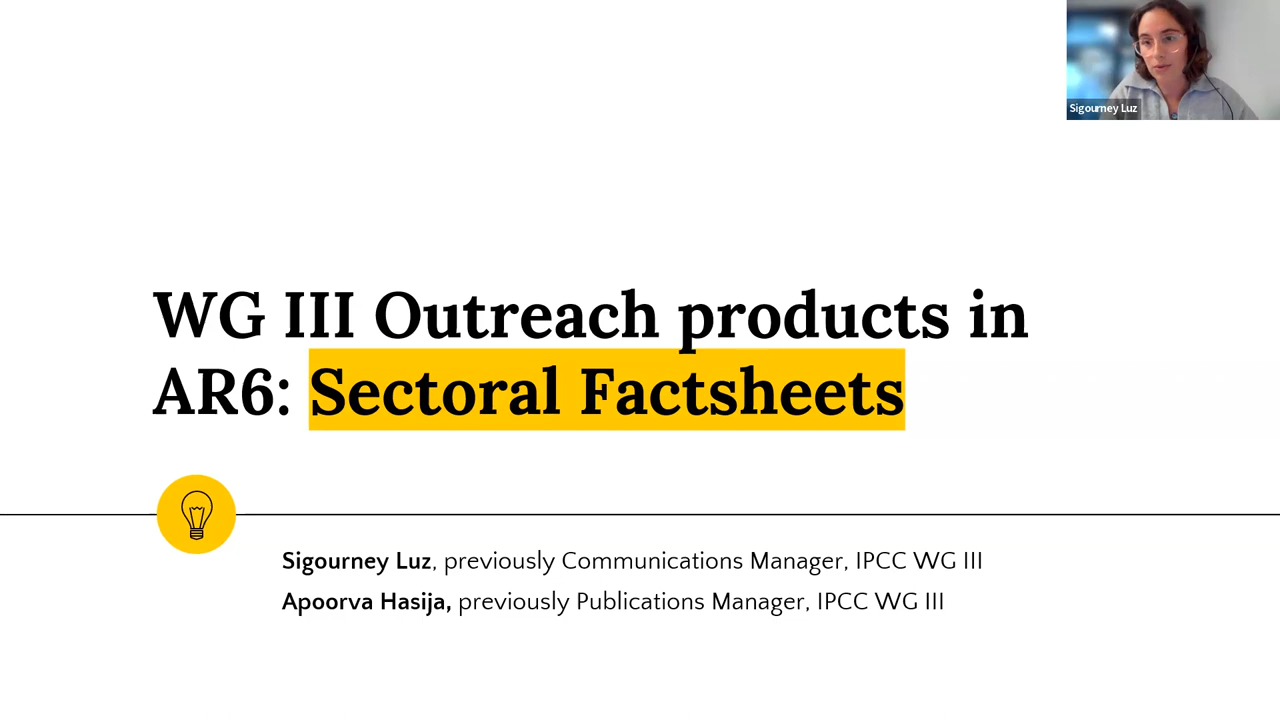 Sigourney Luz
WG III Outreach products in
AR6: Sectoral Factsheets
Sigourney Luz, previously Communications Manager, IPCC WG III
Apoorva Hasija, previously Publications Manager, IPCC WG III